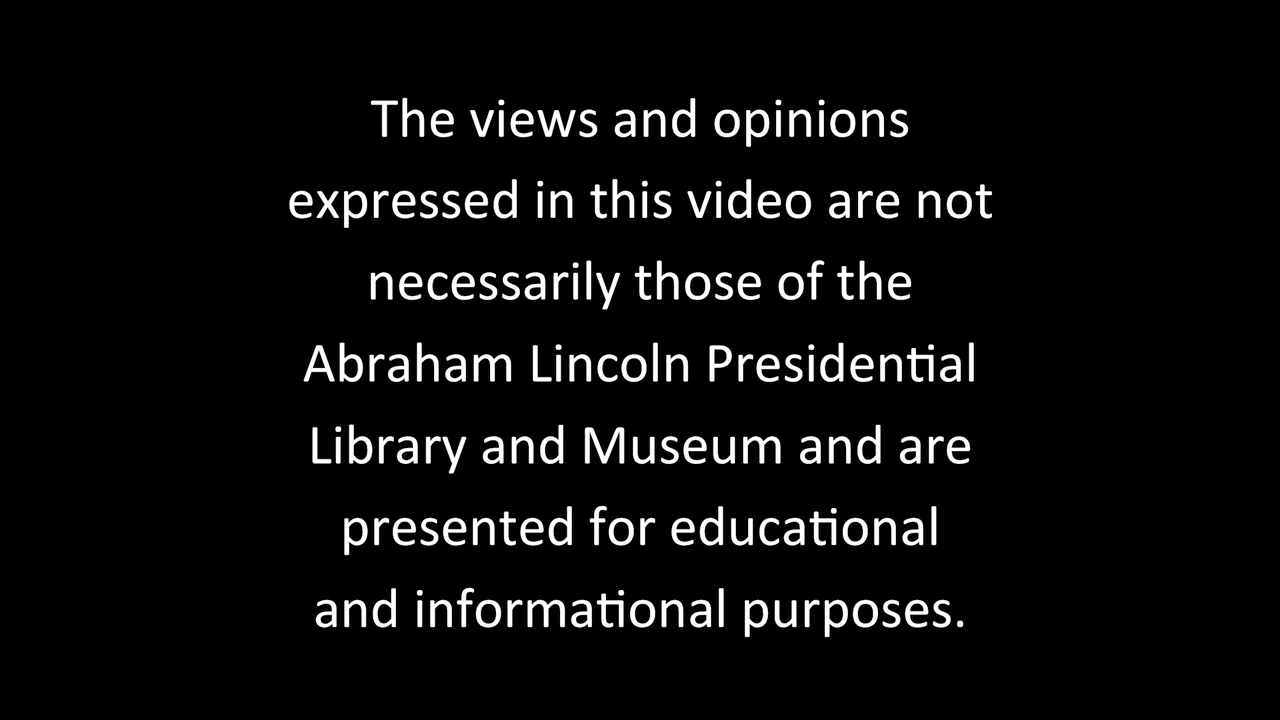 The views and opinions
expressed in this video are not
necessarily those of the
Abraham Lincoln Presidential
Library and Museum and are
presented for educational
and informational purposes.